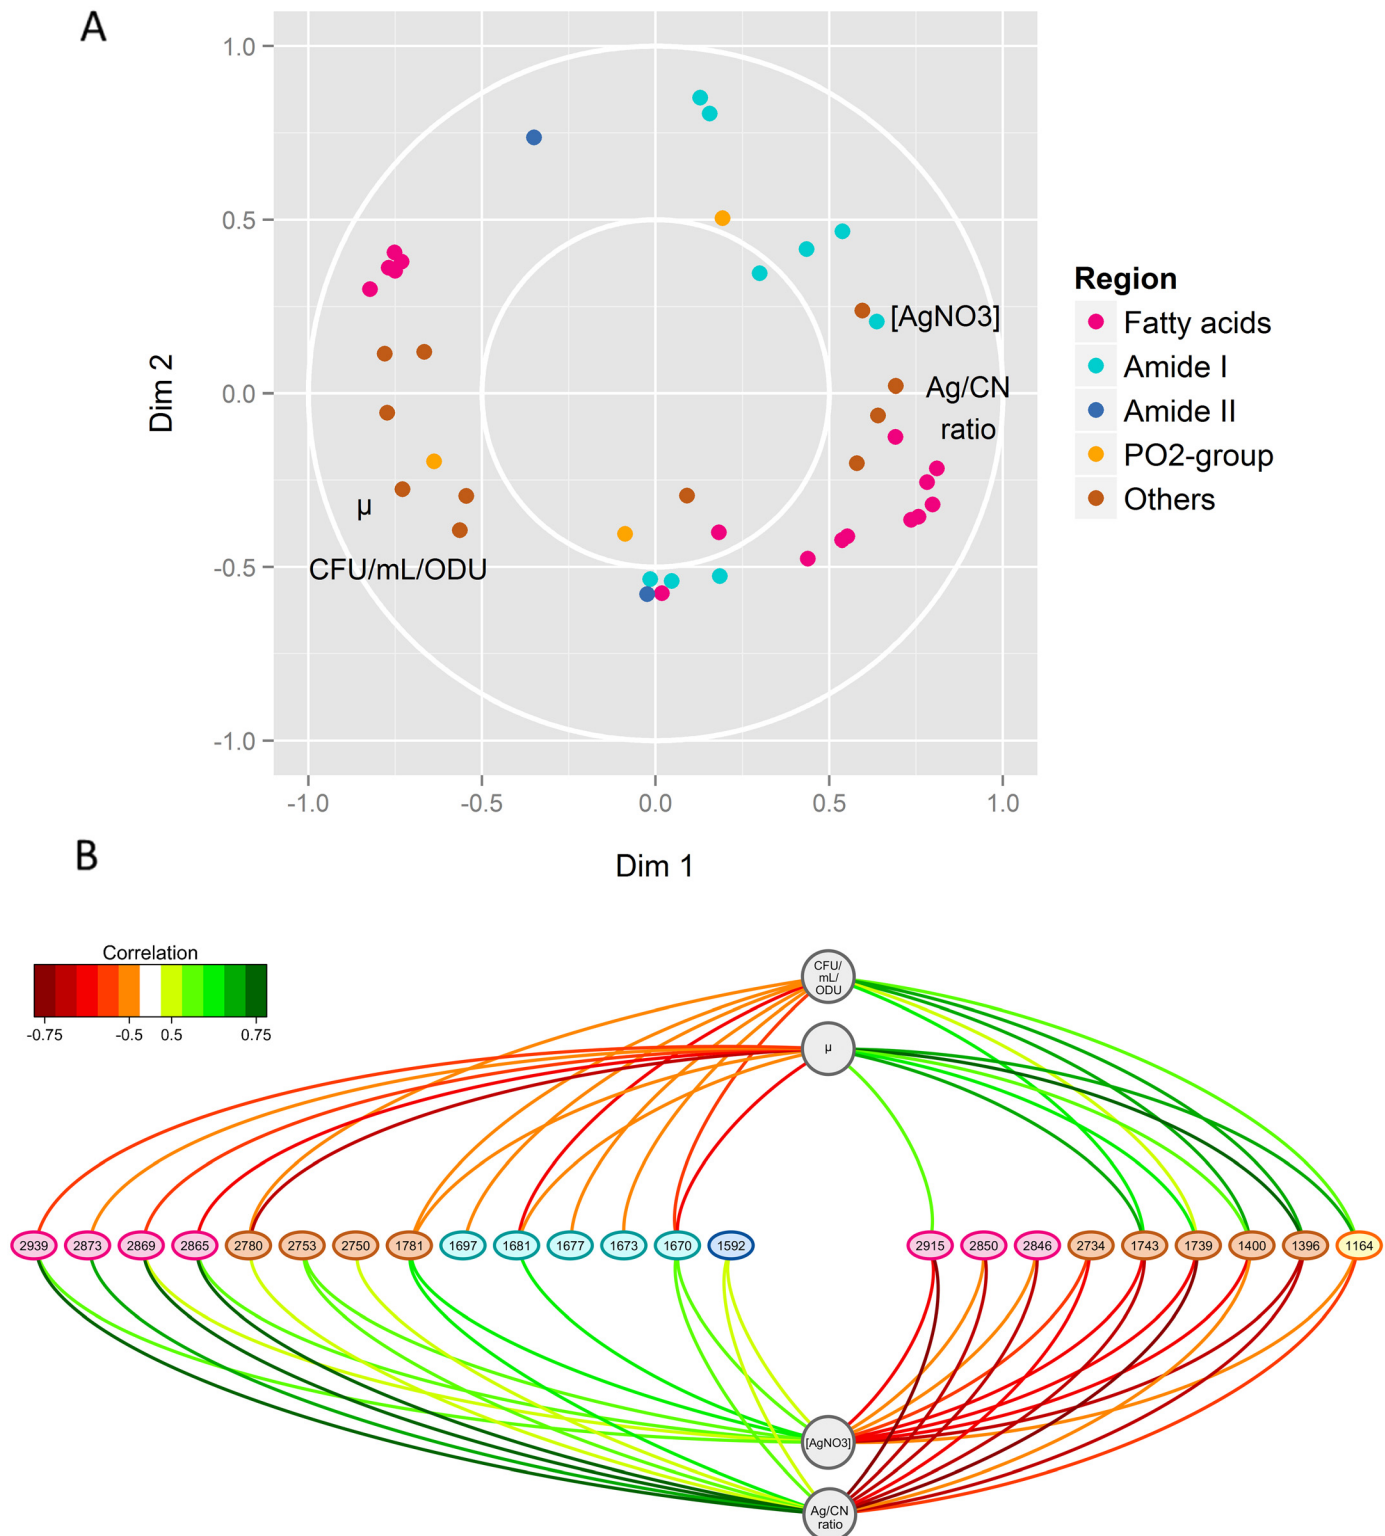 A
1.0
0.5
0.0
-0.5
-1.0
Dim 2
[AgNO3]
Ag/CN
ratio
µ
CFU/mL/ODU
-1.0 -0.5 0.0 0.5 1.0
Dim 1
Region
Fatty acids
Amide I
Amide II
PO2-group
Others
B
Correlation
-0.75 -0.5 0.5 0.75
CFU/
mL/
ODU
µ
2939 2873 2869 2865 2780 2753 2750 1781 1697 1681 1677 1673 1670 1592 2915 2850 2846 2734 1743 1739 1400 1396 1164
[AgNO3]
Ag/CN
ratio